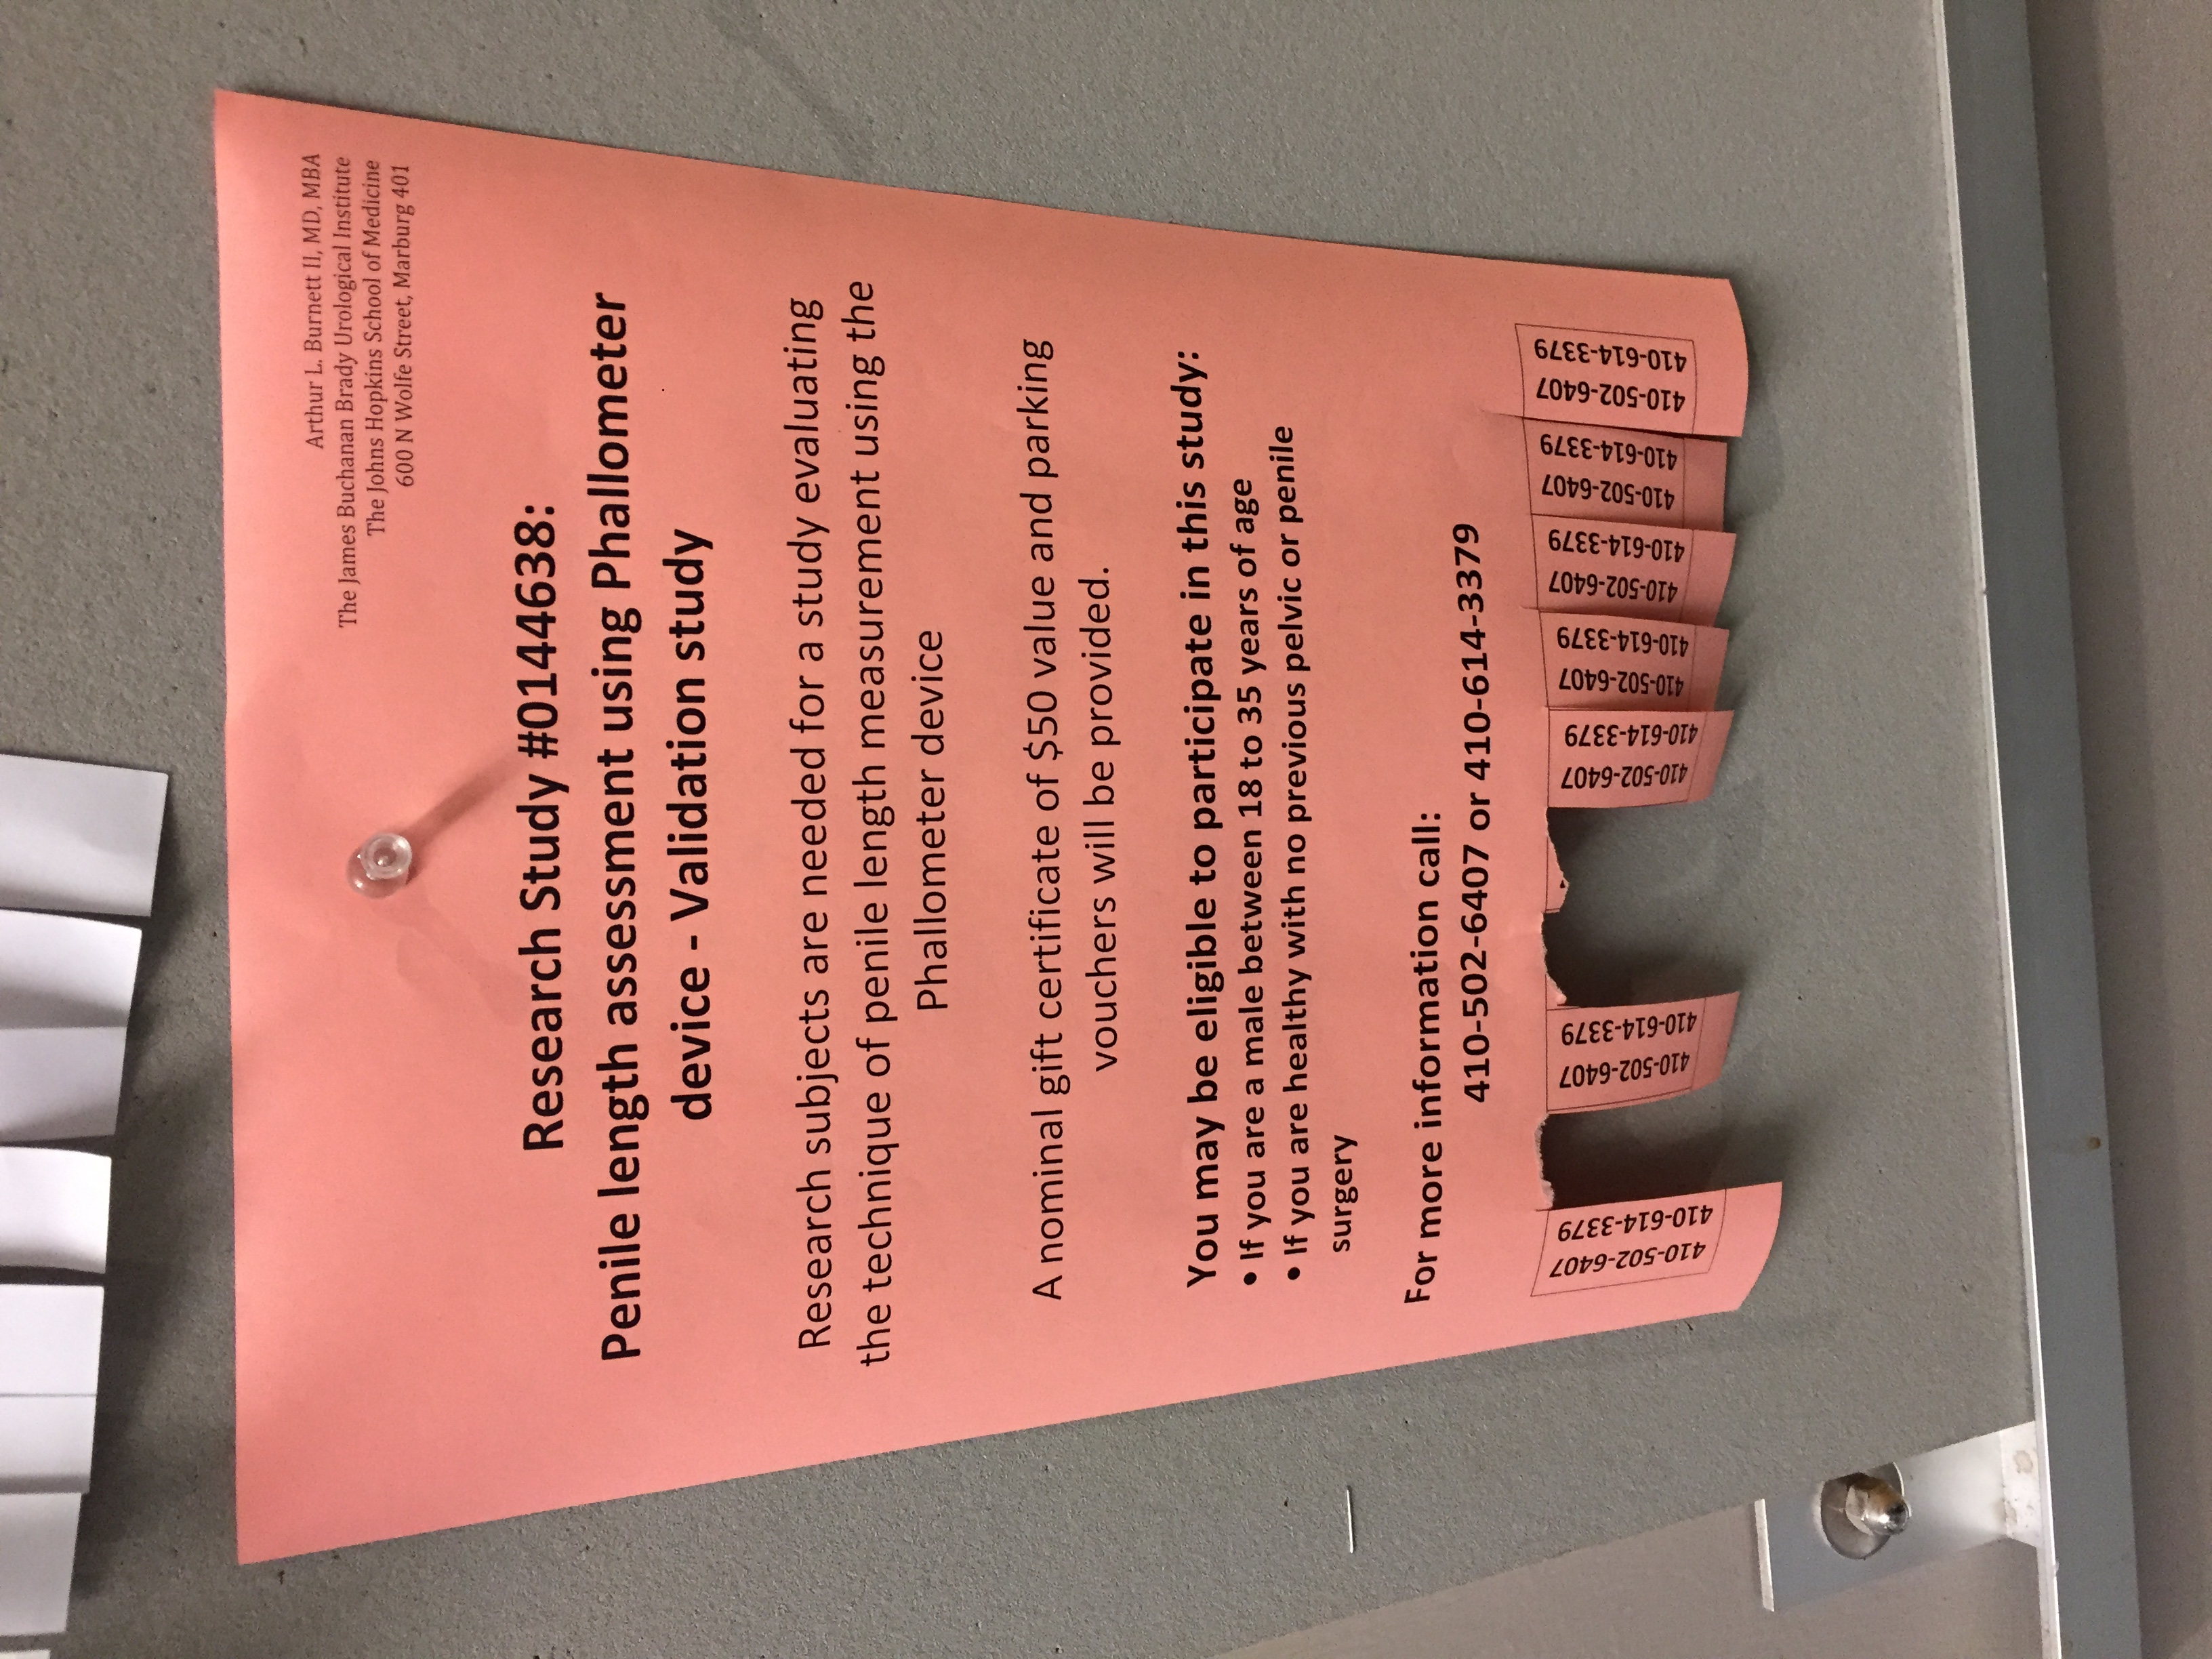 Arthur L. Burnett II, MD, MBA
The James Buchanan Brady Urological Institute
The Johns Hopkins School of Medicine
600 N Wolfe Street, Marburg 401
Research Study #0144638:
Penile length assessment using Phallometer
device - Validation study
Research subjects are needed for a study evaluating
the technique of penile length measurement using the
Phallometer device
A nominal gift certificate of $50 value and parking
vouchers will be provided.
You may be eligible to participate in this study:
• If you are a male between 18 to 35 years of age
• If you are healthy with no previous pelvic or penile
surgery
For more information call:
410-502-6407 or 410-614-3379
410-502-6407
410-614-3379
410-502-6407
410-614-3379
410-502-6407
410-614-3379
410-502-6407
410-614-3379
410-502-6407
410-614-3379
410-502-6407
410-614-3379
410-502-6407
410-614-3379